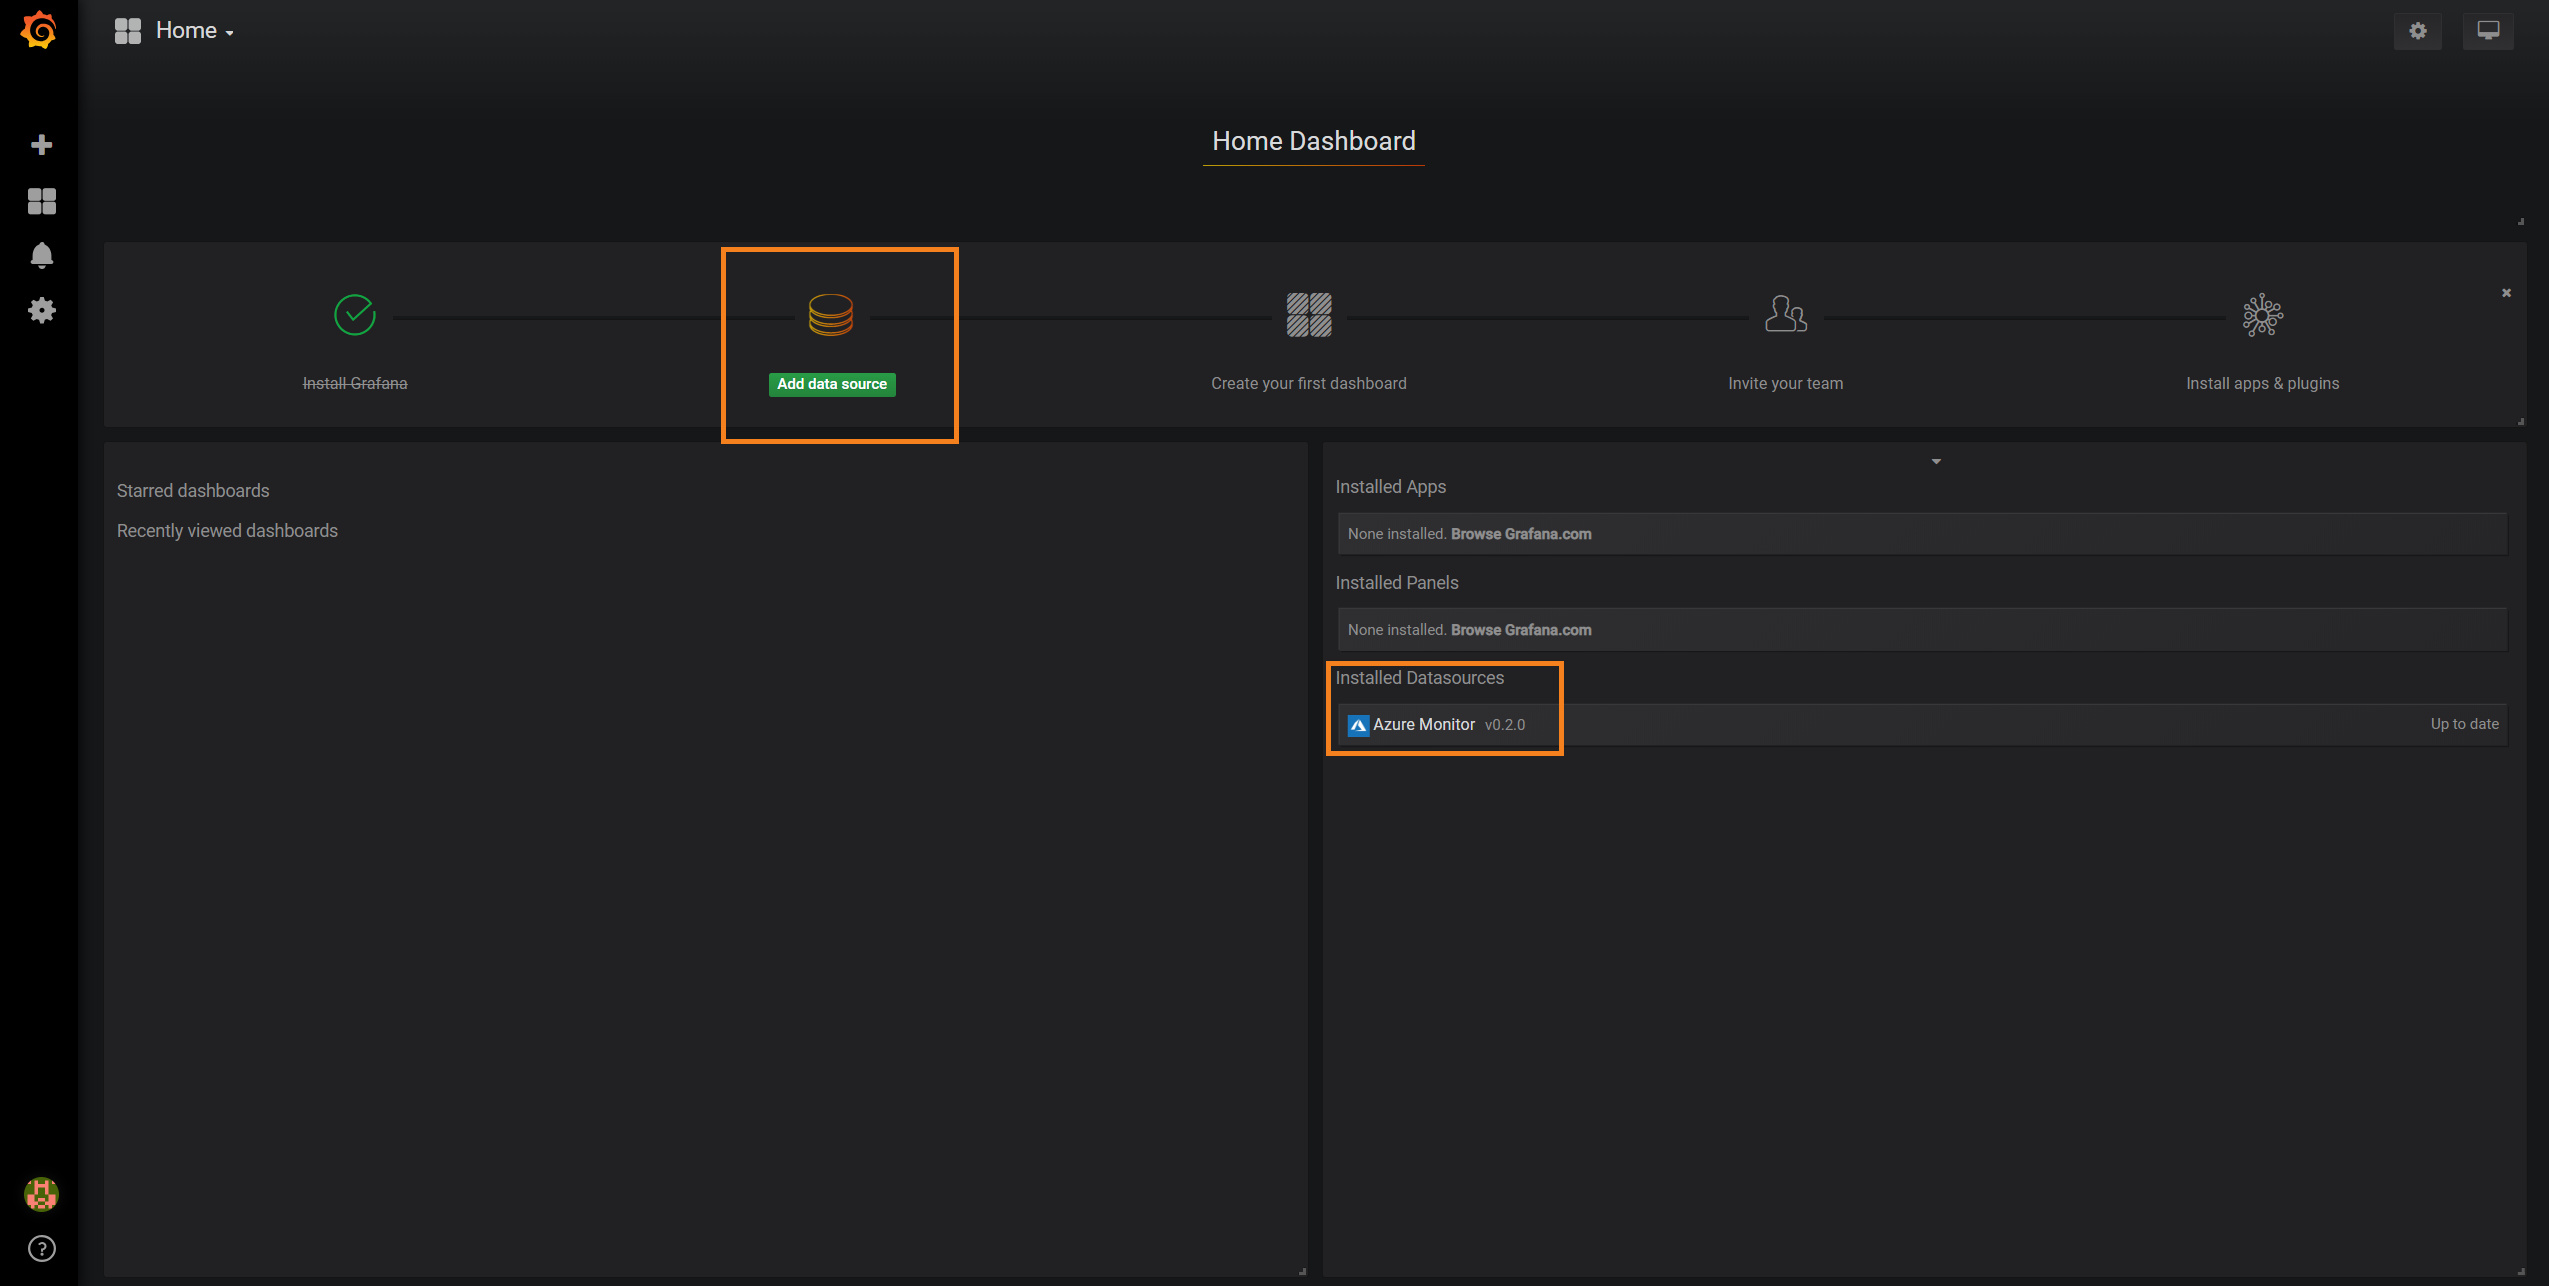 Home
Home Dashboard
Install Grafana
Add data source
Create your first dashboard
Invite your team
Install apps & plugins
Starred dashboards
Recently viewed dashboards
Installed Apps
None installed. Browse Grafana.com
Installed Panels
None installed. Browse Grafana.com
Installed Datasources
Azure Monitor v0.2.0 Up to date